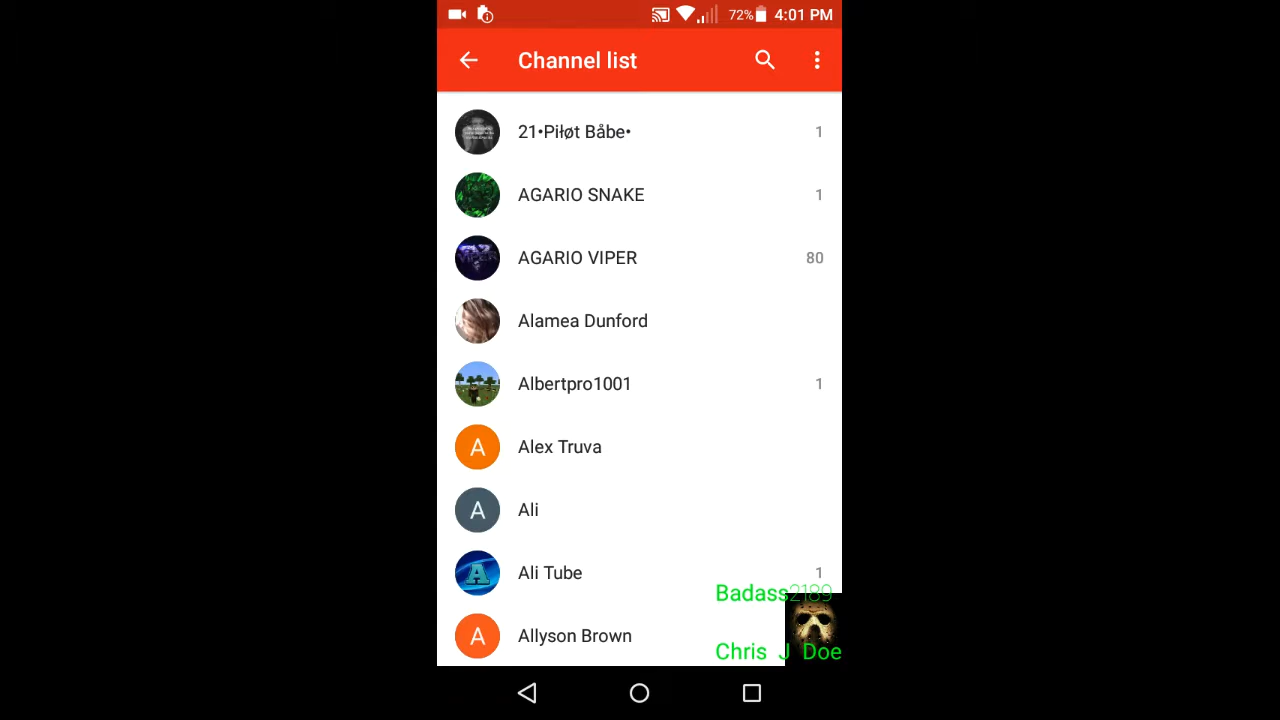 72% 4:01 PM
Channel list
21•Piłøt Båbe• 1
AGARIO SNAKE 1
AGARIO VIPER 80
Alamea Dunford
Albertpro1001 1
A Alex Truva
A Ali
A Ali Tube 1
Badass2189
A Allyson Brown
Chris J Doe